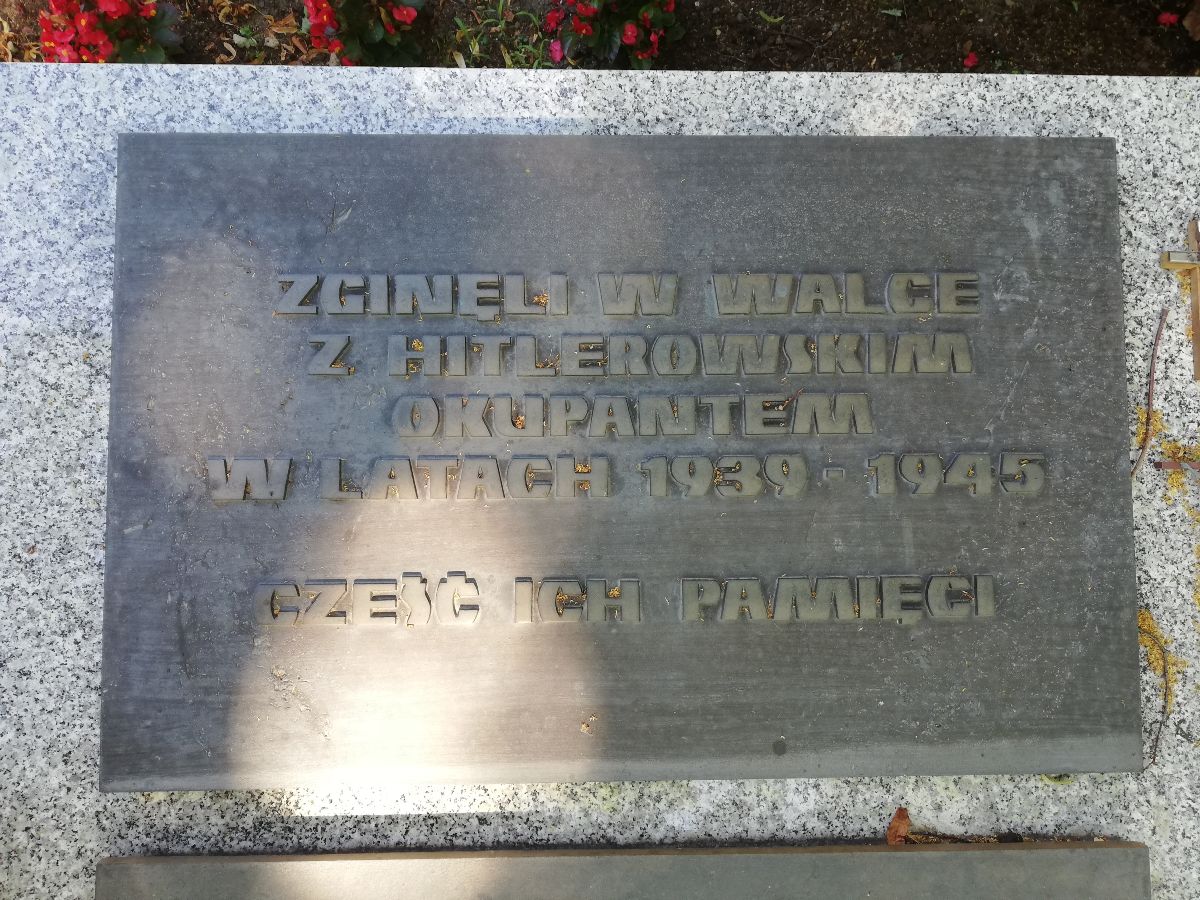 ZGINĘLI W WALCE
Z HITLEROWSKIM
OKUPANTEM
W LATACH 1939-1945
CZEŚĆ ICH PAMIĘCI